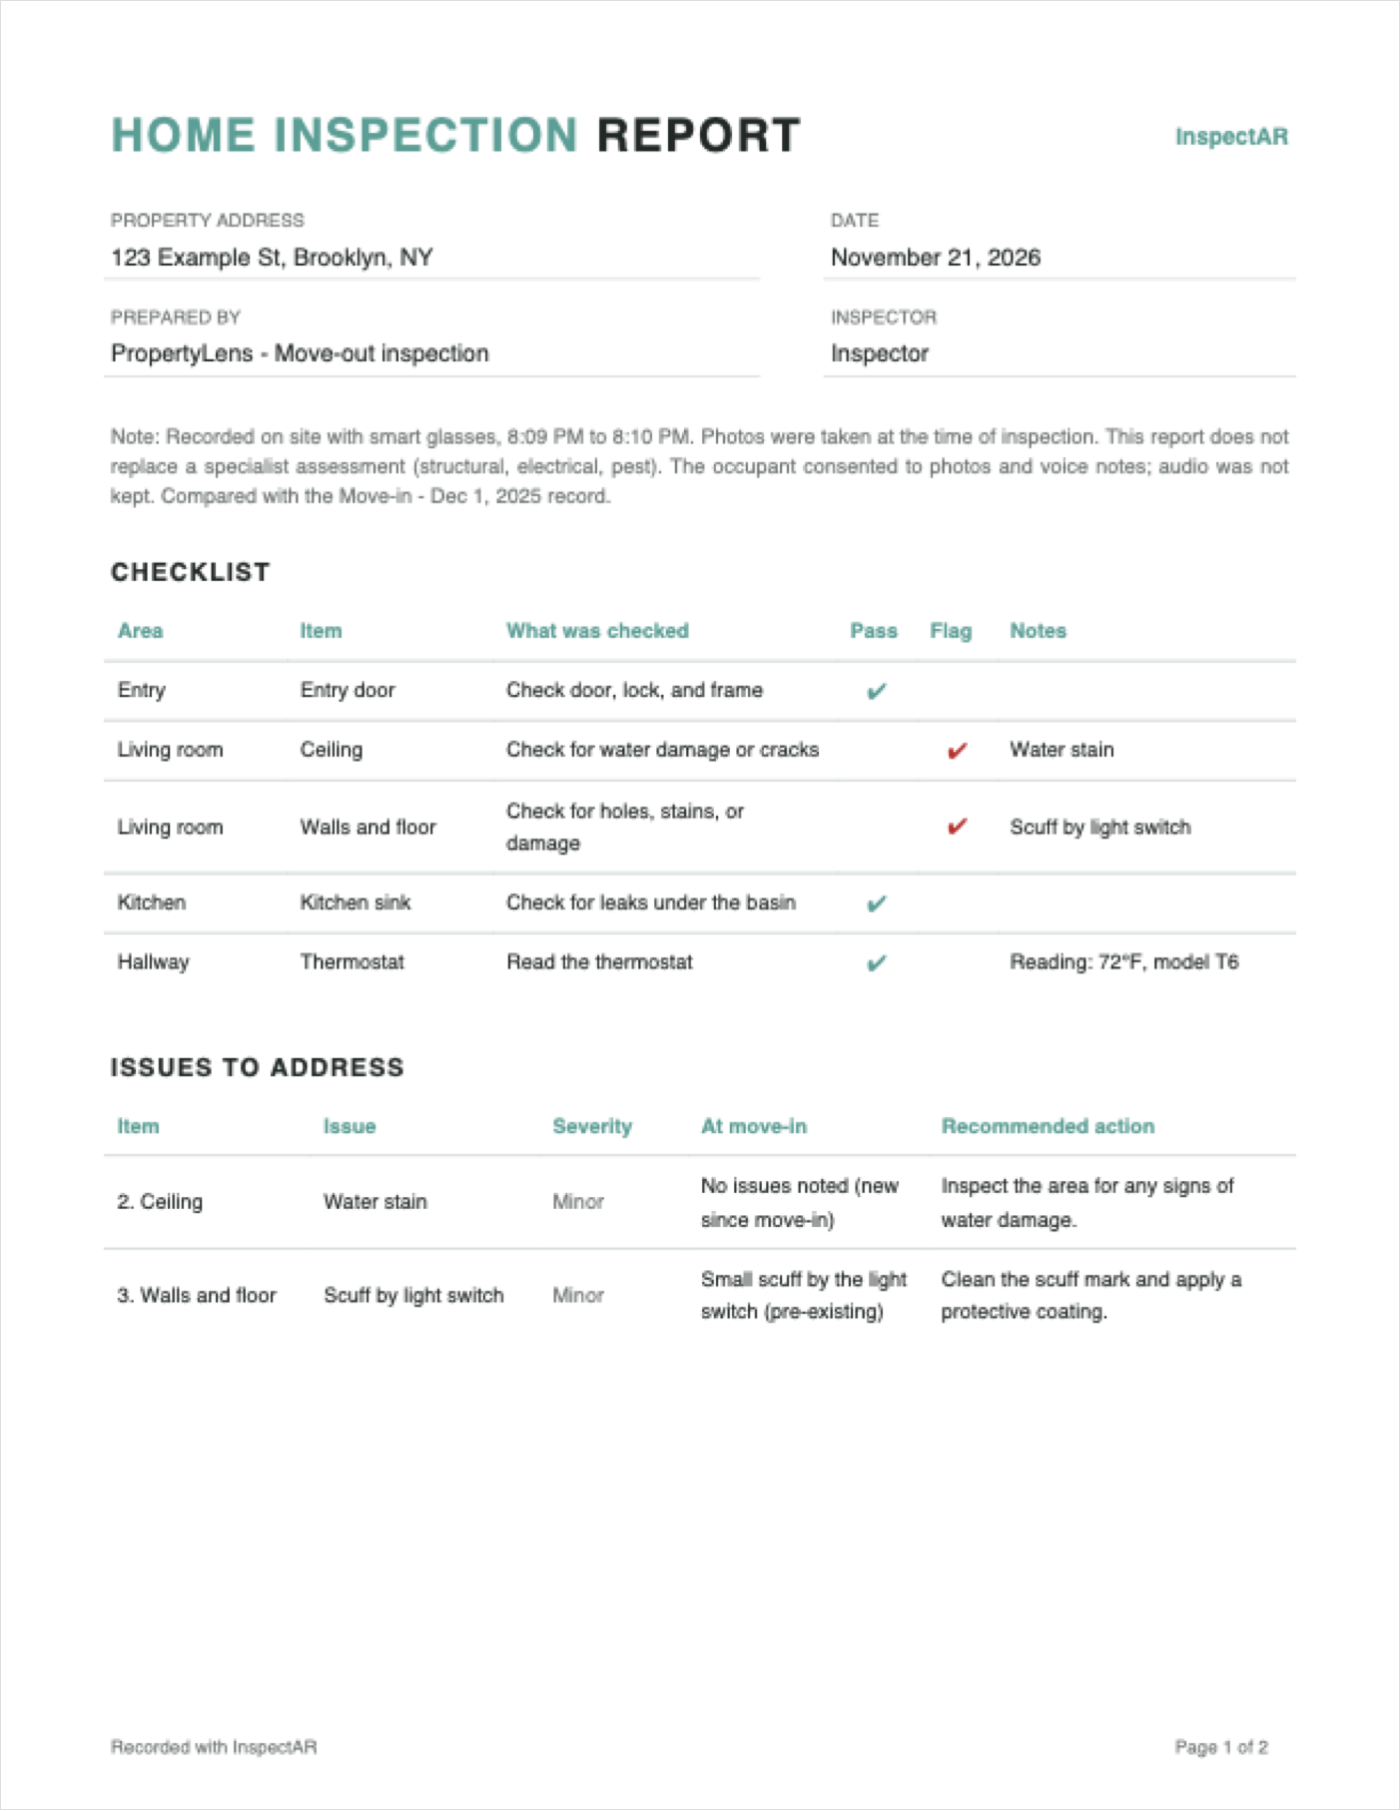 HOME INSPECTION REPORT
InspectAR
PROPERTY ADDRESS
DATE
123 Example St, Brooklyn, NY
November 21, 2026
PREPARED BY
INSPECTOR
PropertyLens - Move-out inspection
Inspector
Note: Recorded on site with smart glasses, 8:09 PM to 8:10 PM. Photos were taken at the time of inspection. This report does not
replace a specialist assessment (structural, electrical, pest). The occupant consented to photos and voice notes; audio was not
kept. Compared with the Move-in - Dec 1, 2025 record.
CHECKLIST
Area Item What was checked Pass Flag Notes
Entry Entry door Check door, lock, and frame ✔
Living room Ceiling Check for water damage or cracks ✔ Water stain
Living room Walls and floor Check for holes, stains, or
damage ✔ Scuff by light switch
Kitchen Kitchen sink Check for leaks under the basin ✔
Hallway Thermostat Read the thermostat ✔ Reading: 72°F, model T6
ISSUES TO ADDRESS
Item Issue Severity At move-in Recommended action
2. Ceiling Water stain Minor No issues noted (new
since move-in) Inspect the area for any signs of
water damage.
3. Walls and floor Scuff by light switch Minor Small scuff by the light
switch (pre-existing) Clean the scuff mark and apply a
protective coating.
Recorded with InspectAR
Page 1 of 2